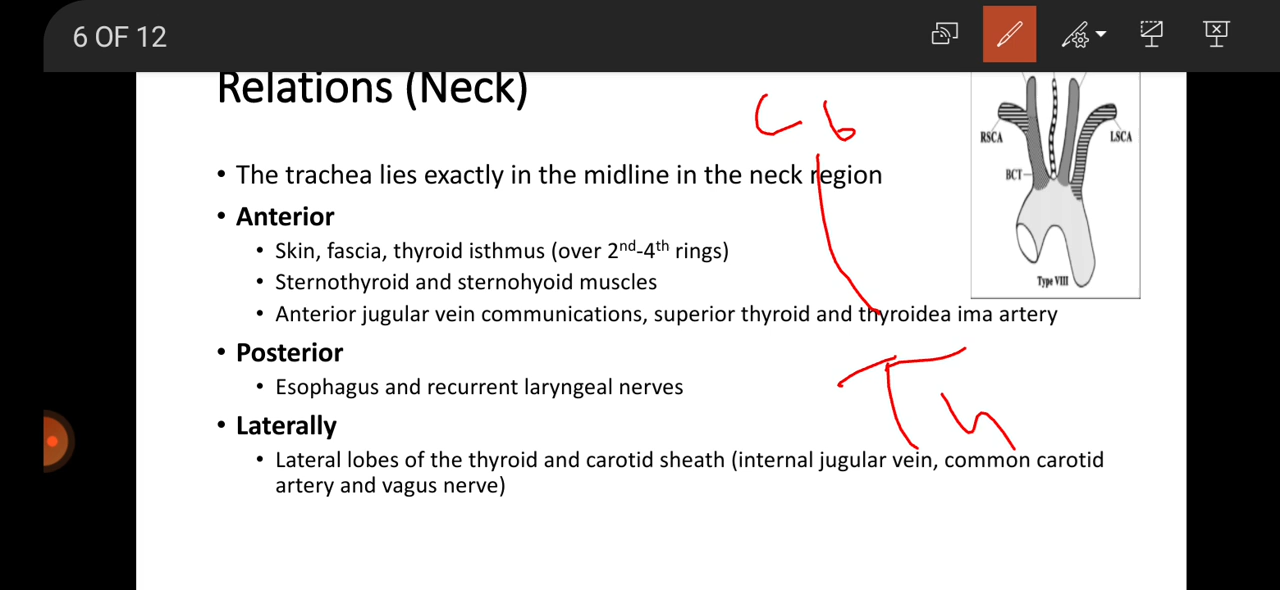 6 OF 12
Relations (Neck)
C6
• The trachea lies exactly in the midline in the neck region
• Anterior
• Skin, fascia, thyroid isthmus (over 2nd-4th rings)
• Sternothyroid and sternohyoid muscles
• Anterior jugular vein communications, superior thyroid and thyroidea ima artery
• Posterior
• Esophagus and recurrent laryngeal nerves
• Laterally
• Lateral lobes of the thyroid and carotid sheath (internal jugular vein, common carotid
artery and vagus nerve)
RSCA
LSCA
BCT
Type VIII